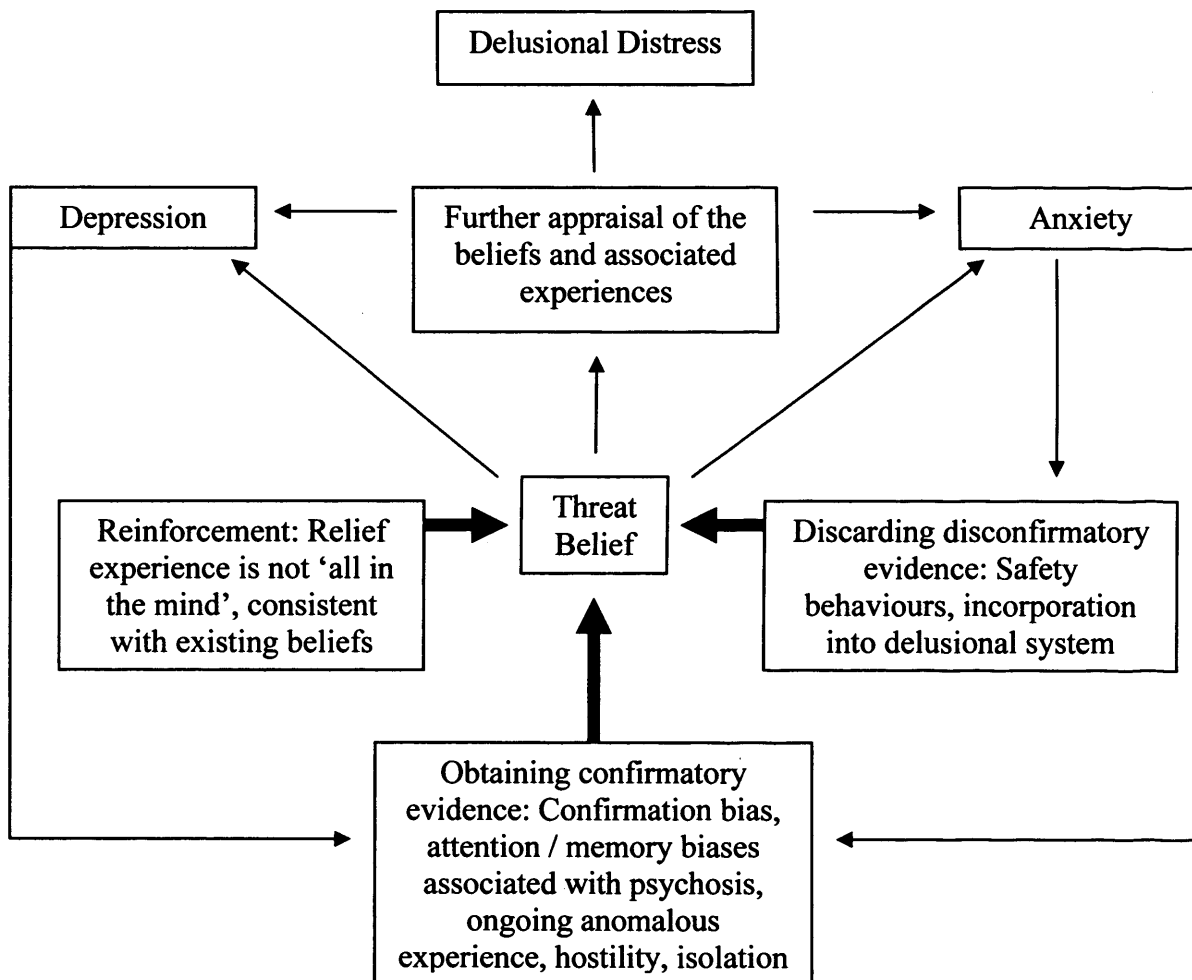 Delusional Distress
Depression
Further appraisal of the
beliefs and associated
experiences
Anxiety
Threat
Belief
Reinforcement: Relief
experience is not ‘all in
the mind’, consistent
with existing beliefs
Discarding disconfirmatory
evidence: Safety
behaviours, incorporation
into delusional system
Obtaining confirmatory
evidence: Confirmation bias,
attention / memory biases
associated with psychosis,
ongoing anomalous
experience, hostility, isolation